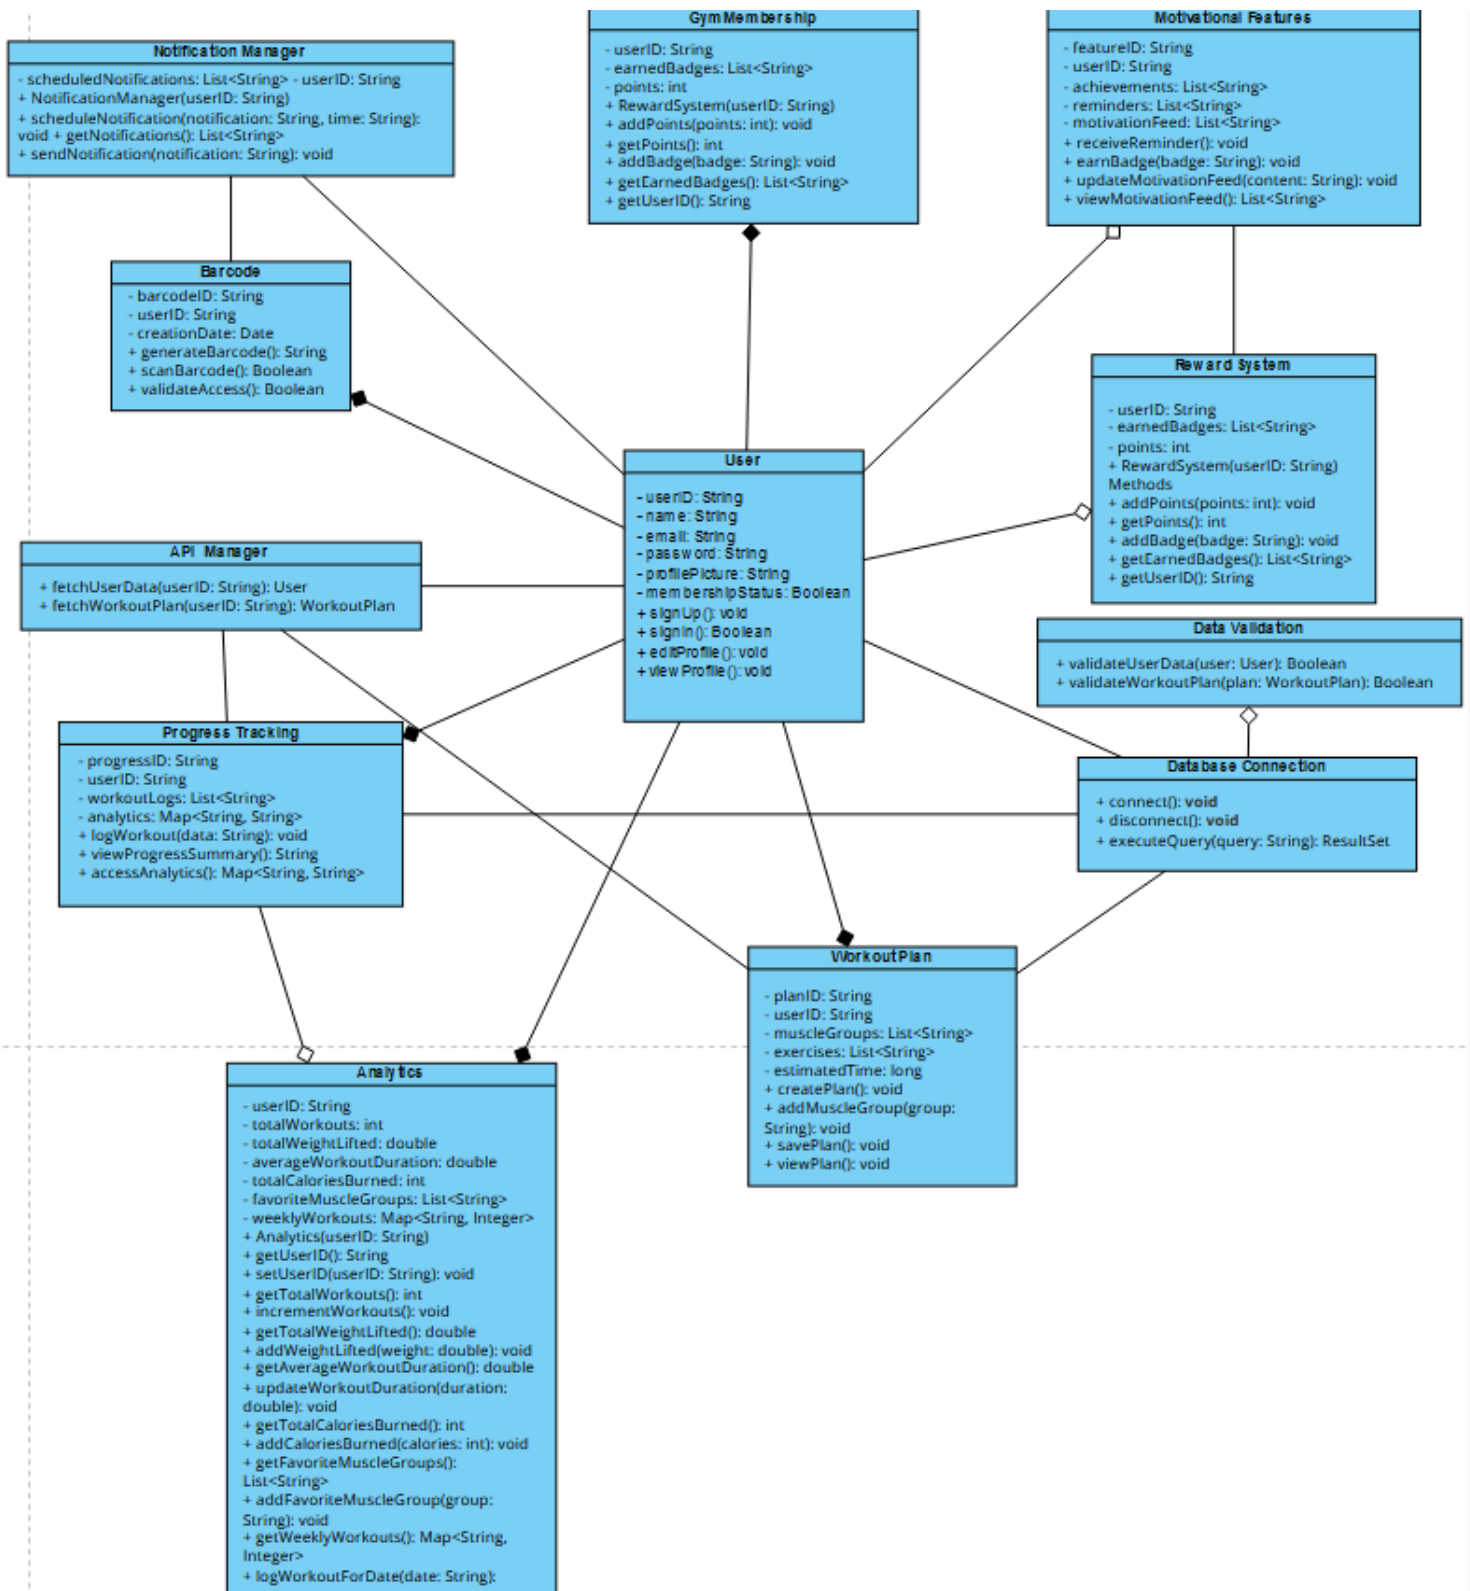 Notification Manager
- scheduledNotifications: List<String> - userID: String
+ NotificationManager(userID: String)
+ scheduleNotification(notification: String, time: String):
void + getNotifications(): List<String>
+ sendNotification(notification: String): void
Gym Membership
- userID: String
- earnedBadges: List<String>
- points: int
+ RewardSystem(userID: String)
+ addPoints(points: int): void
+ getPoints(): int
+ addBadge(badge: String): void
+ getEarnedBadges(): List<String>
+ getUserID(): String
Motivational Features
- featureID: String
- userID: String
- achievements: List<String>
- reminders: List<String>
- motivationFeed: List<String>
+ receiveReminder(): void
+ earnBadge(badge: String): void
+ updateMotivationFeed(content: String): void
+ viewMotivationFeed(): List<String>
Barcode
- barcodeID: String
- userID: String
- creationDate: Date
+ generateBarcode(): String
+ scanBarcode(): Boolean
+ validateAccess(): Boolean
Reward System
- userID: String
- earnedBadges: List<String>
- points: int
+ RewardSystem(userID: String)
Methods
+ addPoints(points: int): void
+ getPoints(): int
+ addBadge(badge: String): void
+ getEarnedBadges(): List<String>
+ getUserID(): String
User
- userID: String
- name: String
- email: String
- password: String
- profilePicture: String
- membershipStatus: Boolean
+ signUp(): void
+ signIn(): Boolean
+ editProfile(): void
+ viewProfile(): void
API Manager
+ fetchUserData(userID: String): User
+ fetchWorkoutPlan(userID: String): WorkoutPlan
Data Validation
+ validateUserData(user: User): Boolean
+ validateWorkoutPlan(plan: WorkoutPlan): Boolean
Progress Tracking
- progressID: String
- userID: String
- workoutLogs: List<String>
- analytics: Map<String, String>
+ logWorkout(data: String): void
+ viewProgressSummary(): String
+ accessAnalytics(): Map<String, String>
Database Connection
+ connect(): void
+ disconnect(): void
+ executeQuery(query: String): ResultSet
WorkoutPlan
- planID: String
- userID: String
- muscleGroups: List<String>
- exercises: List<String>
- estimatedTime: long
+ createPlan(): void
+ addMuscleGroup(group:
String): void
+ savePlan(): void
+ viewPlan(): void
Analytics
- userID: String
- totalWorkouts: int
- totalWeightLifted: double
- averageWorkoutDuration: double
- totalCaloriesBurned: int
- favoriteMuscleGroups: List<String>
- weeklyWorkouts: Map<String, Integer>
+ Analytics(userID: String)
+ getUserID(): String
+ setUserID(userID: String): void
+ getTotalWorkouts(): int
+ incrementWorkouts(): void
+ getTotalWeightLifted(): double
+ addWeightLifted(weight: double): void
+ getAverageWorkoutDuration(): double
+ updateWorkoutDuration(duration:
double): void
+ getTotalCaloriesBurned(): int
+ addCaloriesBurned(calories: int): void
+ getFavoriteMuscleGroups():
List<String>
+ addFavoriteMuscleGroup(group:
String): void
+ getWeeklyWorkouts(): Map<String,
Integer>
+ logWorkoutForDate(date: String):